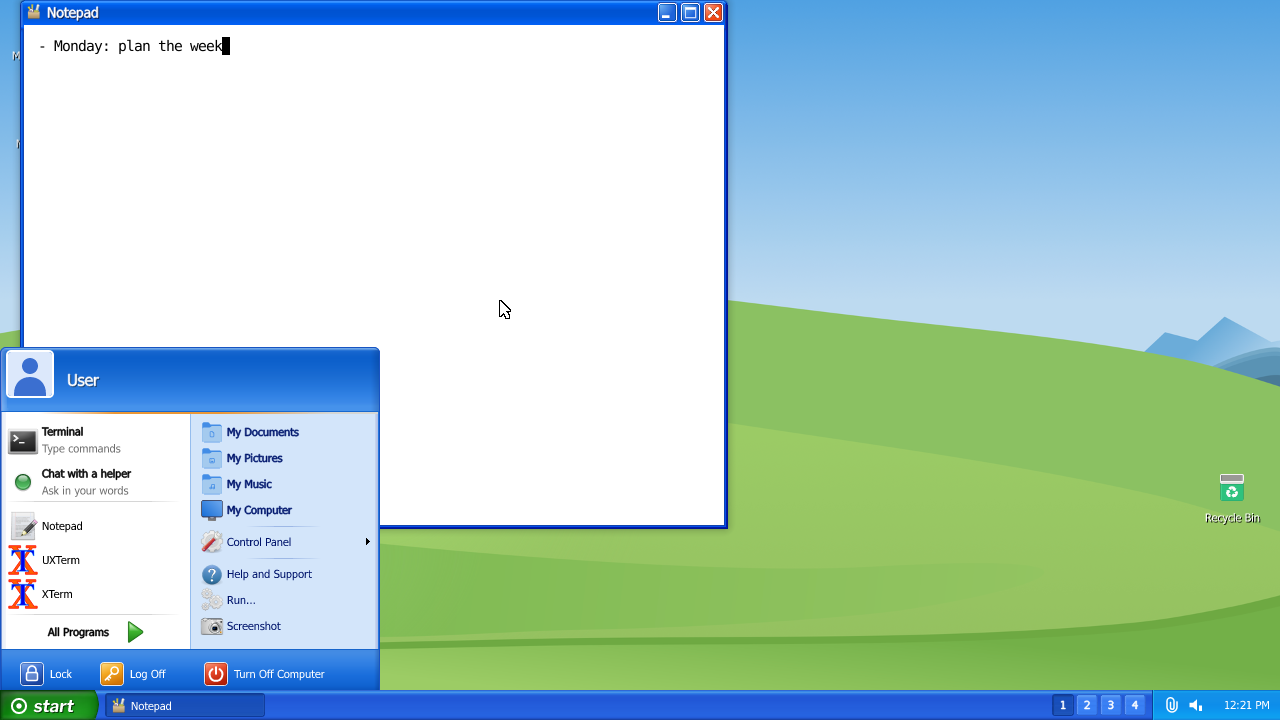 Notepad
- Monday: plan the week
User
Terminal
Type commands
Chat with a helper
Ask in your words
Notepad
UXTerm
XTerm
All Programs
My Documents
My Pictures
My Music
My Computer
Control Panel
Help and Support
Run...
Screenshot
Lock
Log Off
Turn Off Computer
Recycle Bin
start
Notepad
1
2
3
4
12:21 PM